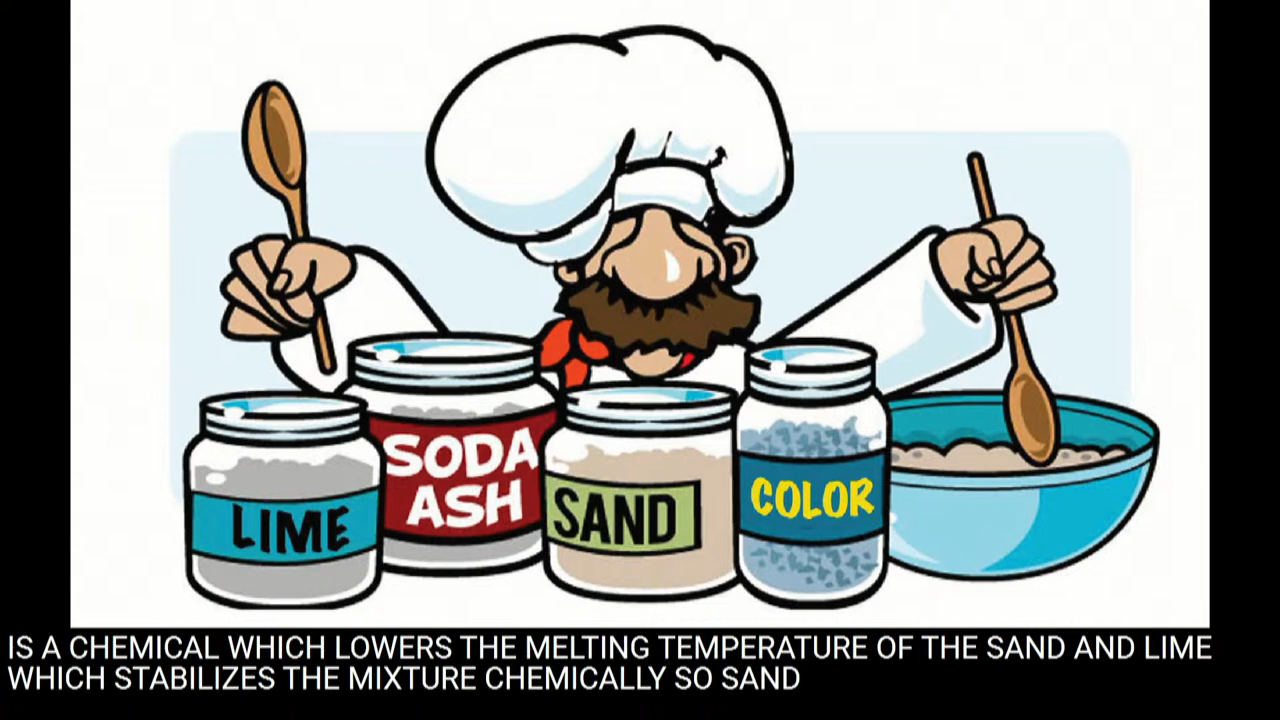 LIME
SODA
ASH
SAND
COLOR
IS A CHEMICAL WHICH LOWERS THE MELTING TEMPERATURE OF THE SAND AND LIME
WHICH STABILIZES THE MIXTURE CHEMICALLY SO SAND